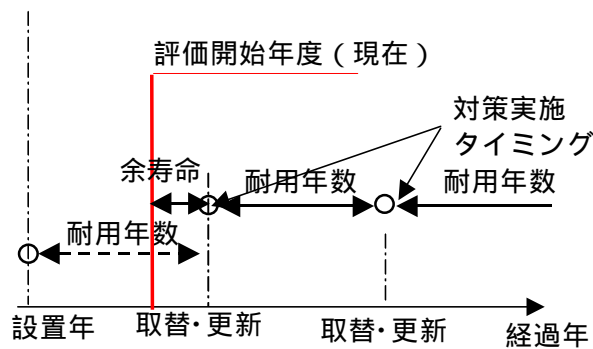 評価開始年度(現在)
対策実施
タイミング
余寿命
耐用年数
耐用年数
耐用年数
設置年
取替・更新
取替・更新
経過年